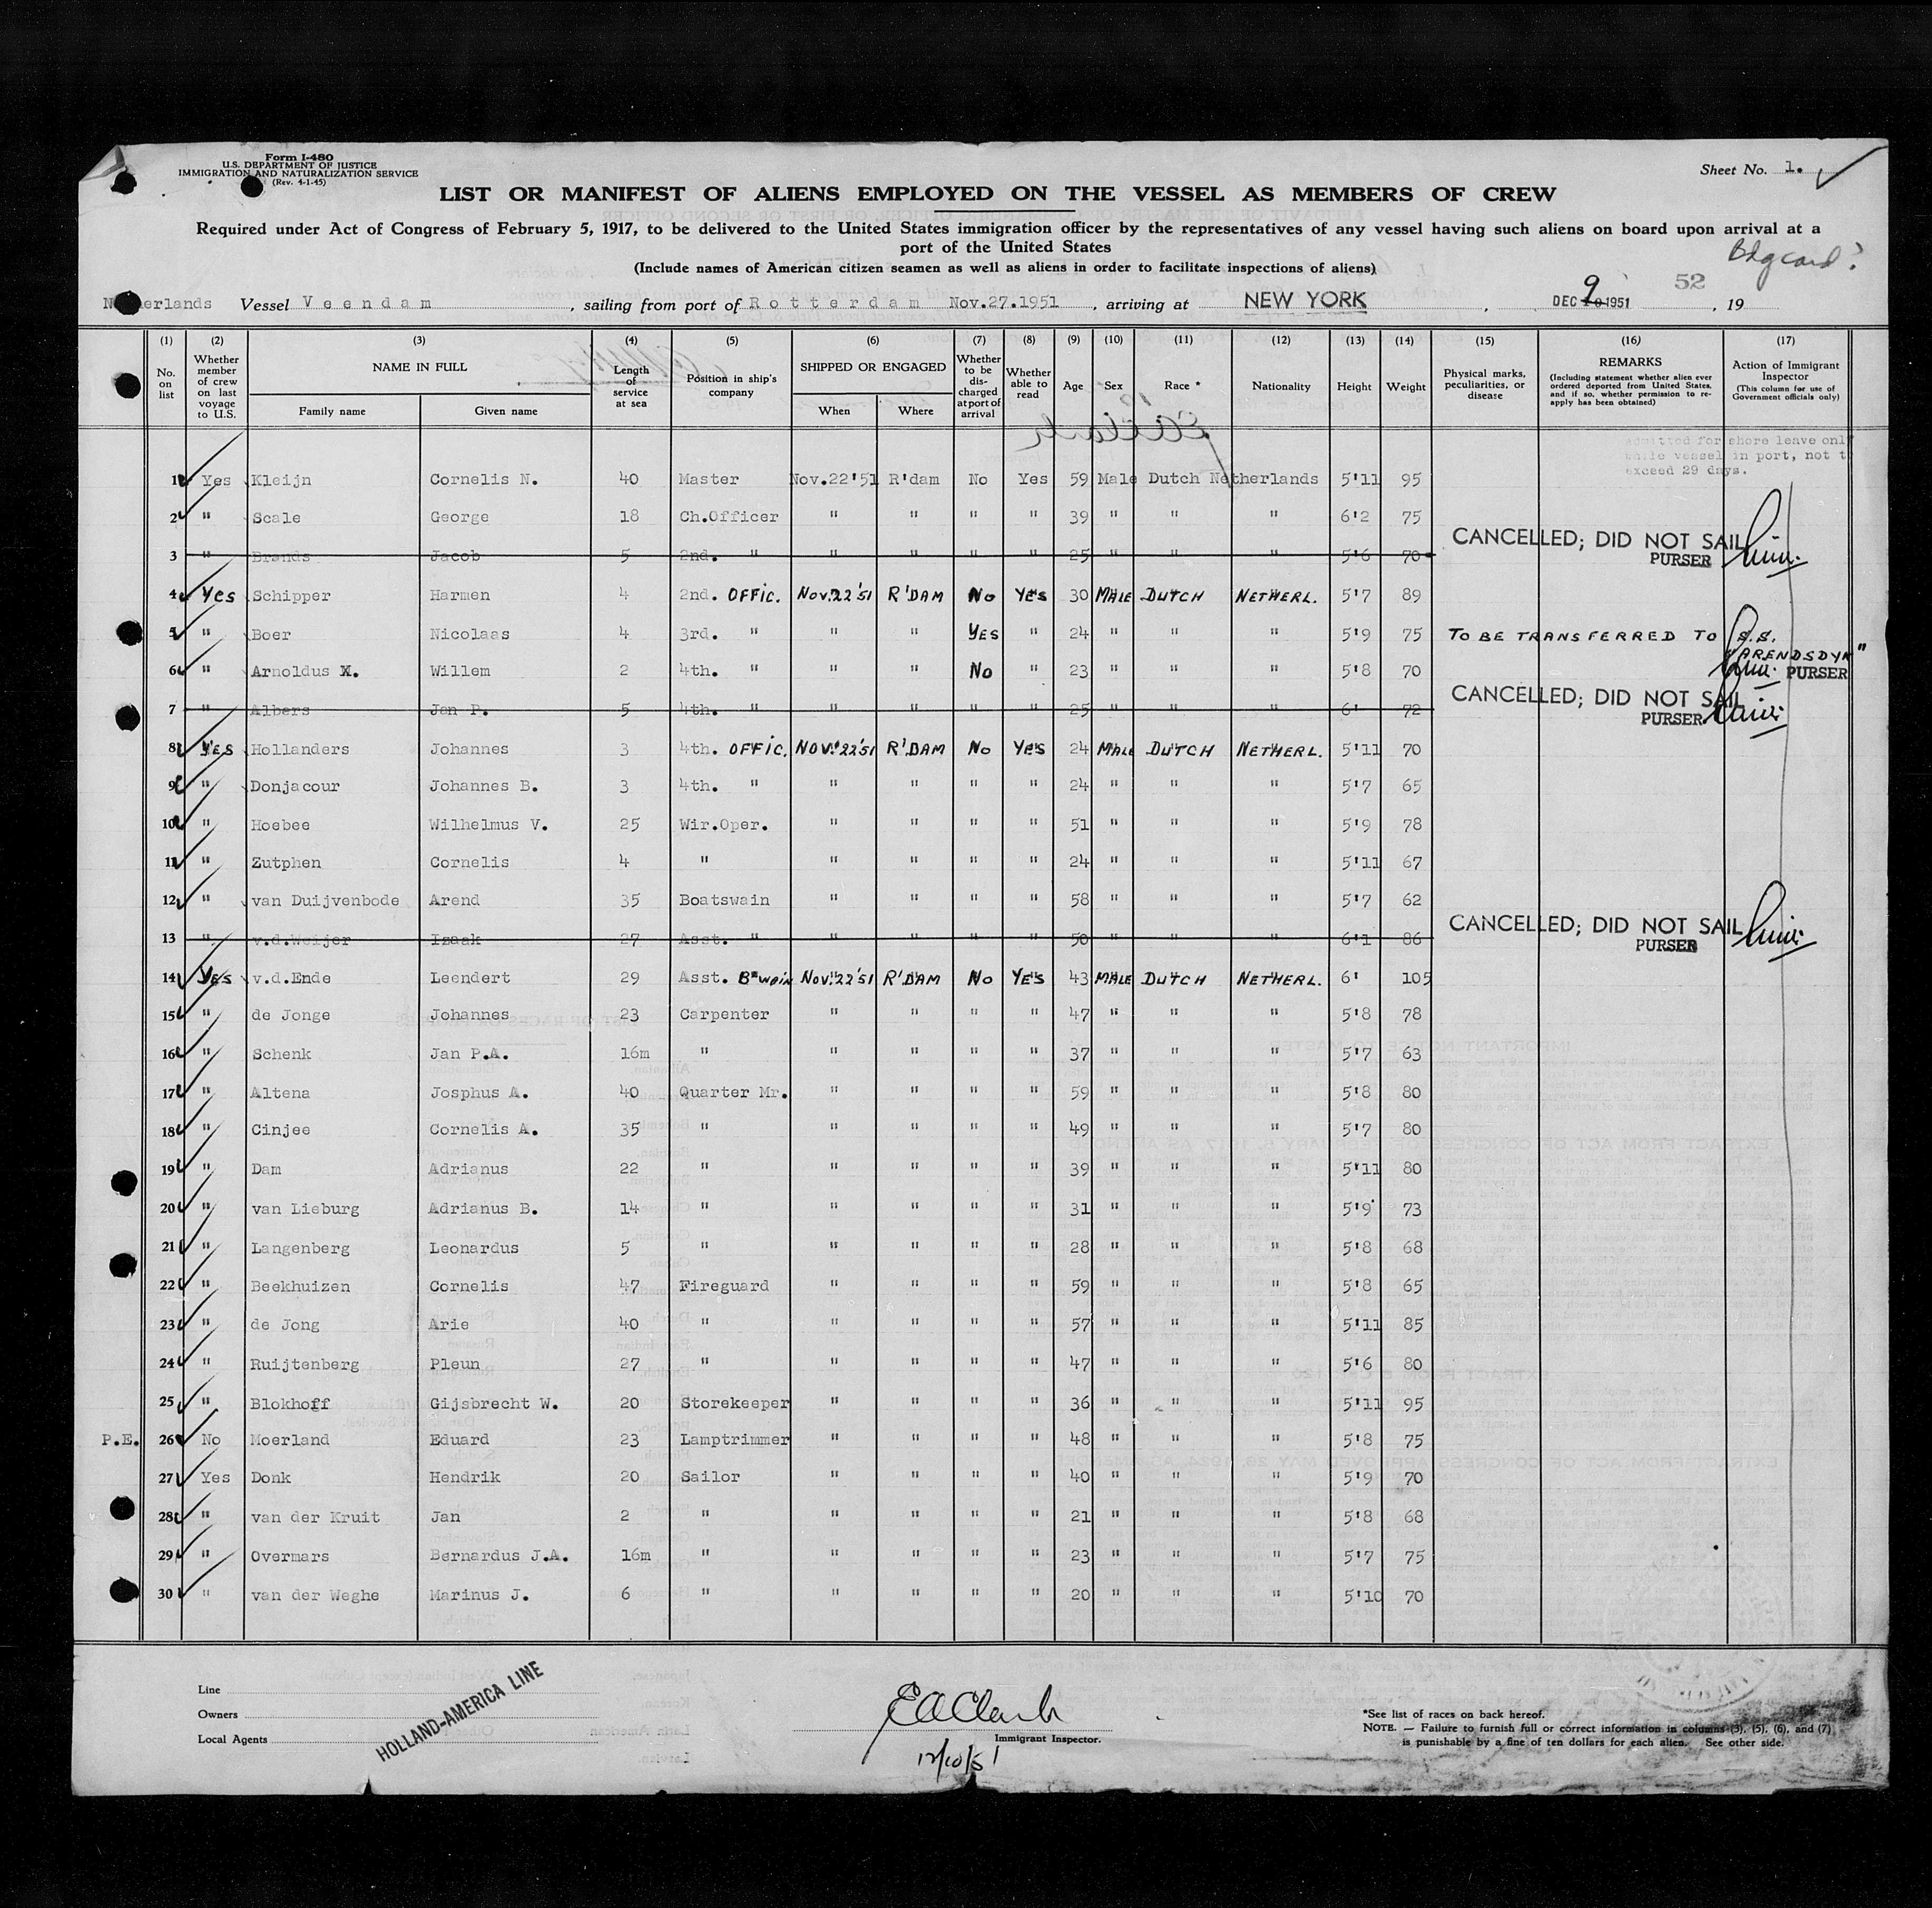 Form I-480
U.S. DEPARTMENT OF JUSTICE
IMMIGRATION AND NATURALIZATION SERVICE
(Rev. 4-1-45)
Sheet No. 1.
LIST OR MANIFEST OF ALIENS EMPLOYED ON THE VESSEL AS MEMBERS OF CREW
Required under Act of Congress of February 5, 1917, to be delivered to the United States immigration officer by the representatives of any vessel having such aliens on board upon arrival at a
port of the United States
(Include names of American citizen seamen as well as aliens in order to facilitate inspections of aliens)
52
Netherlands Vessel Veendam, sailing from port of Rotterdam Nov.27.1951, arriving at NEW YORK, DEC 9 1951, 19
(1) (2) (3) (4) (5) (6) (7) (8) (9) (10) (11) (12) (13) (14) (15) (16) (17)
No. on list
Whether member of crew on last voyage to U.S.
NAME IN FULL
Family name Given name
Length of service at sea
Position in ship's company
SHIPPED OR ENGAGED
When Where
Whether to be discharged at port of arrival
Whether able to read
Age Sex Race * Nationality Height Weight
Physical marks, peculiarities, or disease
REMARKS
(Including statement whether alien ever ordered deported from United States, and if so, whether permission to re-apply has been obtained)
Action of Immigrant Inspector
(This column for use of Government officials only)
admitted for shore leave only
while vessel in port, not t
exceed 29 days.
1 Yes Kleijn Cornelis N. 40 Master Nov.22'51 R'dam No Yes 59 Male Dutch Netherlands 5'11 95
2 " Scale George 18 Ch.Officer " " " " 39 " " " 6'2 75
3 " Brands Jacob 5 2nd. " " " " " 25 " " " 5'6 70 CANCELLED; DID NOT SAIL
PURSER
4 Yes Schipper Harmen 4 2nd. OFFIC. NOV.22'51 R'DAM No Yes 30 MALE DUTCH NETHERL. 5'7 89
5 " Boer Nicolaas 4 3rd. " " " YES " 24 " " " 5'9 75 TO BE TRANSFERRED TO S.S.
"ARENDSDYK"
6 " Arnoldus X. Willem 2 4th. " " " No " 23 " " " 5'8 70 PURSER
7 " Albers Jan P. 5 4th. " " " " " 25 " " " 6' 72 CANCELLED; DID NOT SAIL
PURSER
8 YES Hollanders Johannes 3 4th. OFFIC. NOV.22'51 R'DAM No Yes 24 MALE DUTCH NETHERL. 5'11 70
9 " Donjacour Johannes B. 3 4th. " " " " " 24 " " " 5'7 65
10 " Hoebee Wilhelmus V. 25 Wir.Oper. " " " " 51 " " " 5'9 78
11 " Zutphen Cornelis 4 " " " " " 24 " " " 5'11 67
12 " van Duijvenbode Arend 35 Boatswain " " " " 58 " " " 5'7 62
13 " v.d.Weijer Izaak 27 Asst. " " " " " 50 " " " 6'1 86 CANCELLED; DID NOT SAIL
PURSER
14 YES v.d.Ende Leendert 29 Asst. B"wain NOV.22'51 R'DAM No YES 43 MALE DUTCH NETHERL. 6' 105
15 " de Jonge Johannes 23 Carpenter " " " " 47 " " " 5'8 78
16 " Schenk Jan P.A. 16m " " " " " 37 " " " 5'7 63
17 " Altena Josphus A. 40 Quarter Mr. " " " " 59 " " " 5'8 80
18 " Cinjee Cornelis A. 35 " " " " " 49 " " " 5'7 80
19 " Dam Adrianus 22 " " " " " 39 " " " 5'11 80
20 " van Lieburg Adrianus B. 14 " " " " " 31 " " " 5'9 73
21 " Langenberg Leonardus 5 " " " " " 28 " " " 5'8 68
22 " Beekhuizen Cornelis 47 Fireguard " " " " 59 " " " 5'8 65
23 " de Jong Arie 40 " " " " " 57 " " " 5'11 85
24 " Ruijtenberg Pleun 27 " " " " " 47 " " " 5'6 80
25 " Blokhoff Gijsbrecht W. 20 Storekeeper " " " " 36 " " " 5'11 95
P.E. 26 No Moerland Eduard 23 Lamptrimmer " " " " 48 " " " 5'8 75
27 Yes Donk Hendrik 20 Sailor " " " " 40 " " " 5'9 70
28 " van der Kruit Jan 2 " " " " " 21 " " " 5'8 68
29 " Overmars Bernardus J.A. 16m " " " " " 23 " " " 5'7 75
30 " van der Weghe Marinus J. 6 " " " " " 20 " " " 5'10 70
Line
Owners
Local Agents
HOLLAND-AMERICA LINE
E A Clark
Immigrant Inspector.
12/10/51
*See list of races on back hereof.
NOTE. — Failure to furnish full or correct information in columns (3), (5), (6), and (7)
is punishable by a fine of ten dollars for each alien. See other side.